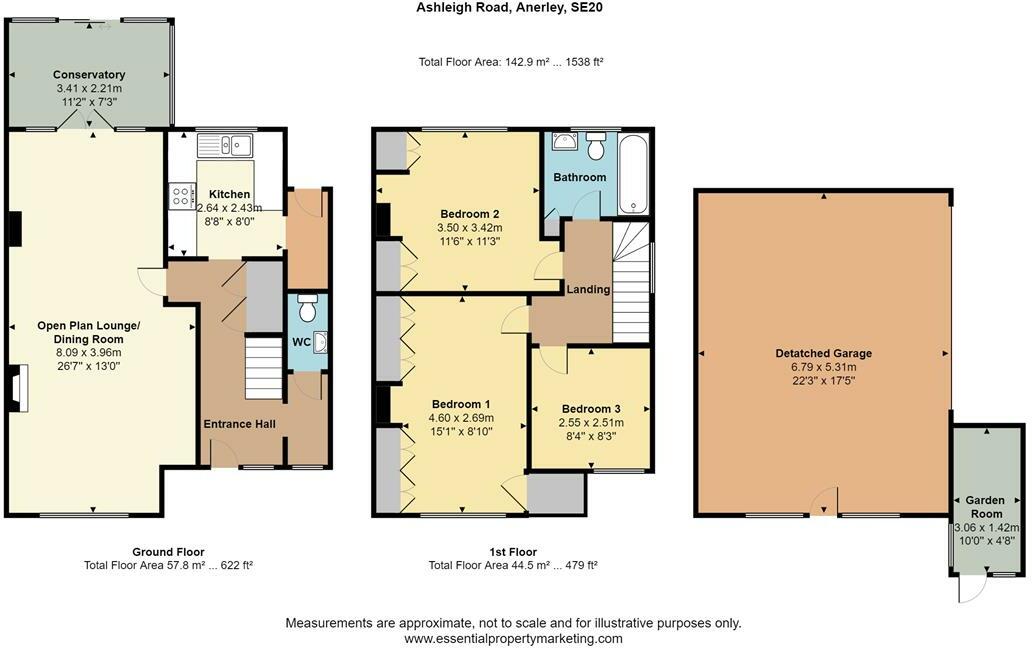 Ashleigh Road, Anerley, SE20
Total Floor Area: 142.9 m² ... 1538 ft²
Conservatory
3.41 x 2.21m
11'2" x 7'3"
Kitchen
2.64 x 2.43m
8'8" x 8'0"
Open Plan Lounge/
Dining Room
8.09 x 3.96m
26'7" x 13'0"
WC
Entrance Hall
Ground Floor
Total Floor Area 57.8 m² ... 622 ft²
Bedroom 2
3.50 x 3.42m
11'6" x 11'3"
Bathroom
Landing
Bedroom 1
4.60 x 2.69m
15'1" x 8'10"
Bedroom 3
2.55 x 2.51m
8'4" x 8'3"
1st Floor
Total Floor Area 44.5 m² ... 479 ft²
Detatched Garage
6.79 x 5.31m
22'3" x 17'5"
Garden
Room
3.06 x 1.42m
10'0" x 4'8"
Measurements are approximate, not to scale and for illustrative purposes only.
www.essentialpropertymarketing.com